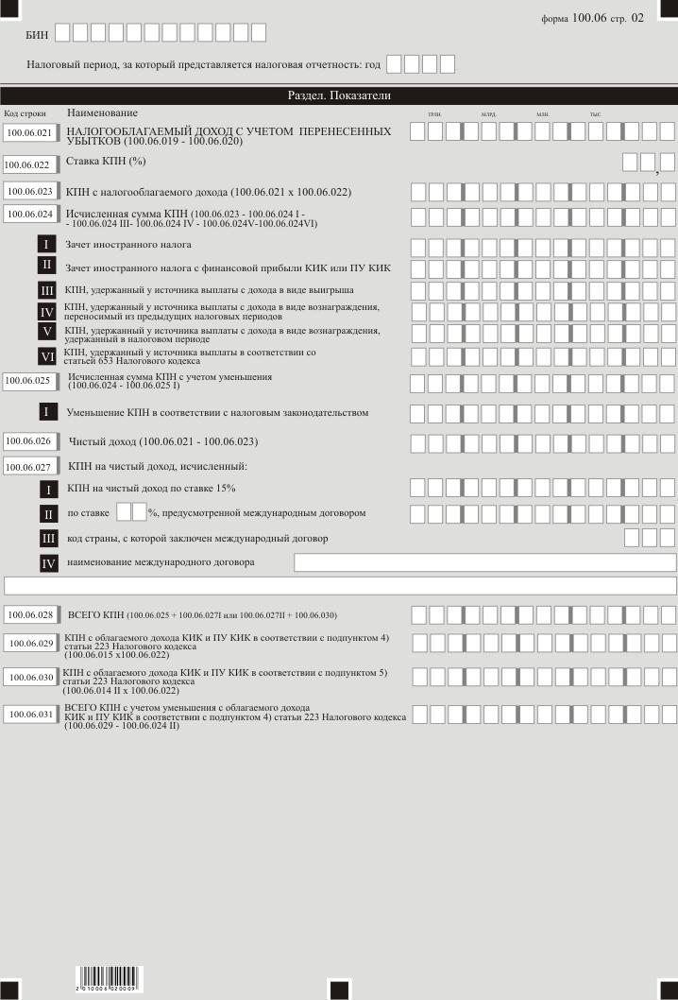 форма 100.06 стр. 02
БИН
Налоговый период, за который представляется налоговая отчетность: год
Раздел. Показатели
Код строки Наименование ТРЛН. МЛРД. МЛН. ТЫС.
100.06.021 НАЛОГООБЛАГАЕМЫЙ ДОХОД С УЧЕТОМ ПЕРЕНЕСЕННЫХ
УБЫТКОВ (100.06.019 - 100.06.020)
100.06.022 Ставка КПН (%) ,
100.06.023 КПН с налогооблагаемого дохода (100.06.021 х 100.06.022)
100.06.024 Исчисленная сумма КПН (100.06.023 - 100.06.024 I -
- 100.06.024 III- 100.06.024 IV - 100.06.024V-100.06.024VI)
I Зачет иностранного налога
II Зачет иностранного налога с финансовой прибыли КИК или ПУ КИК
III КПН, удержанный у источника выплаты с дохода в виде выигрыша
IV КПН, удержанный у источника выплаты с дохода в виде вознаграждения,
переносимый из предыдущих налоговых периодов
V КПН, удержанный у источника выплаты с дохода в виде вознаграждения,
удержанный в налоговом периоде
VI КПН, удержанный у источника выплаты в соответствии со
статьей 653 Налогового кодекса
100.06.025 Исчисленная сумма КПН с учетом уменьшения
(100.06.024 - 100.06.025 I)
I Уменьшение КПН в соответствии с налоговым законодательством
100.06.026 Чистый доход (100.06.021 - 100.06.023)
100.06.027 КПН на чистый доход, исчисленный:
I КПН на чистый доход по ставке 15%
II по ставке %, предусмотренной международным договором
III код страны, с которой заключен международный договор
IV наименование международного договора
100.06.028 ВСЕГО КПН (100.06.025 + 100.06.027I или 100.06.027II + 100.06.030)
100.06.029 КПН с облагаемого дохода КИК и ПУ КИК в соответствии с подпунктом 4)
статьи 223 Налогового кодекса
(100.06.015 х100.06.022)
100.06.030 КПН с облагаемого дохода КИК и ПУ КИК в соответствии с подпунктом 5)
статьи 223 Налогового кодекса
(100.06.014 II х 100.06.022)
100.06.031 ВСЕГО КПН с учетом уменьшения с облагаемого дохода
КИК и ПУ КИК в соответствии с подпунктом 4) статьи 223 Налогового кодекса
(100.06.029 - 100.06.024 II)
2 010006 020009